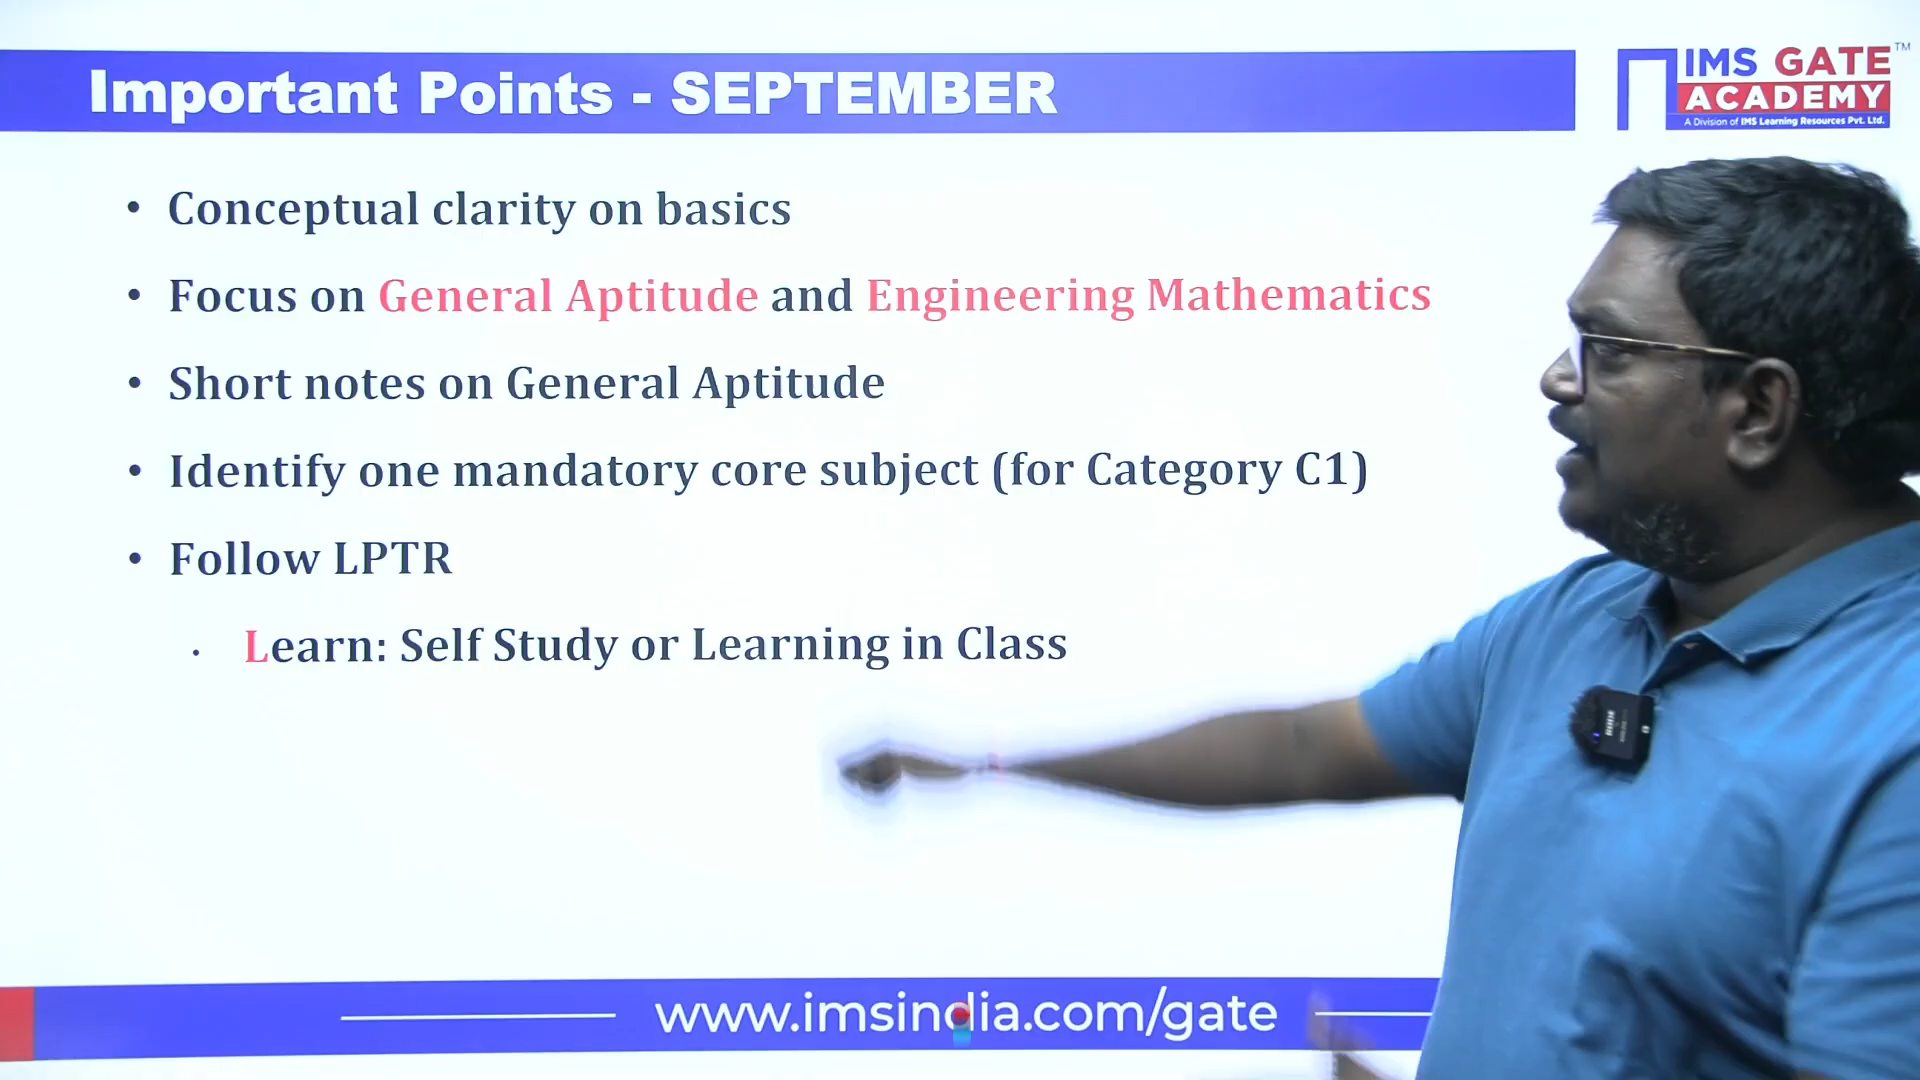 Important Points - SEPTEMBER
IMS GATE
ACADEMY
TM
A Division of IMS Learning Resources Pvt. Ltd.
• Conceptual clarity on basics
• Focus on General Aptitude and Engineering Mathematics
• Short notes on General Aptitude
• Identify one mandatory core subject (for Category C1)
• Follow LPTR
• Learn: Self Study or Learning in Class
www.imsindia.com/gate